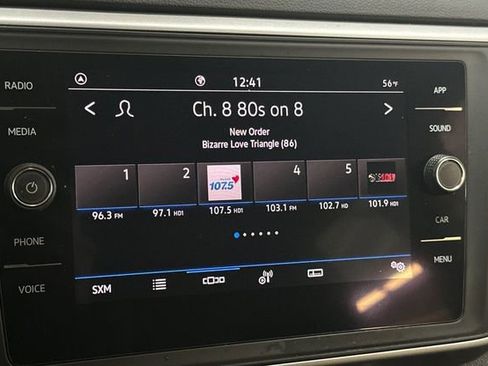 RADIO
12:41
56°F
APP
< Ch. 8 80s on 8 >
SOUND
MEDIA
New Order
Bizarre Love Triangle (86)
1 2 107.5 4 5
96.3 FM 97.1 HD1 107.5 HD1 103.1 FM 102.7 HD1 101.9 HD1
PHONE
CAR
VOICE
SXM
MENU